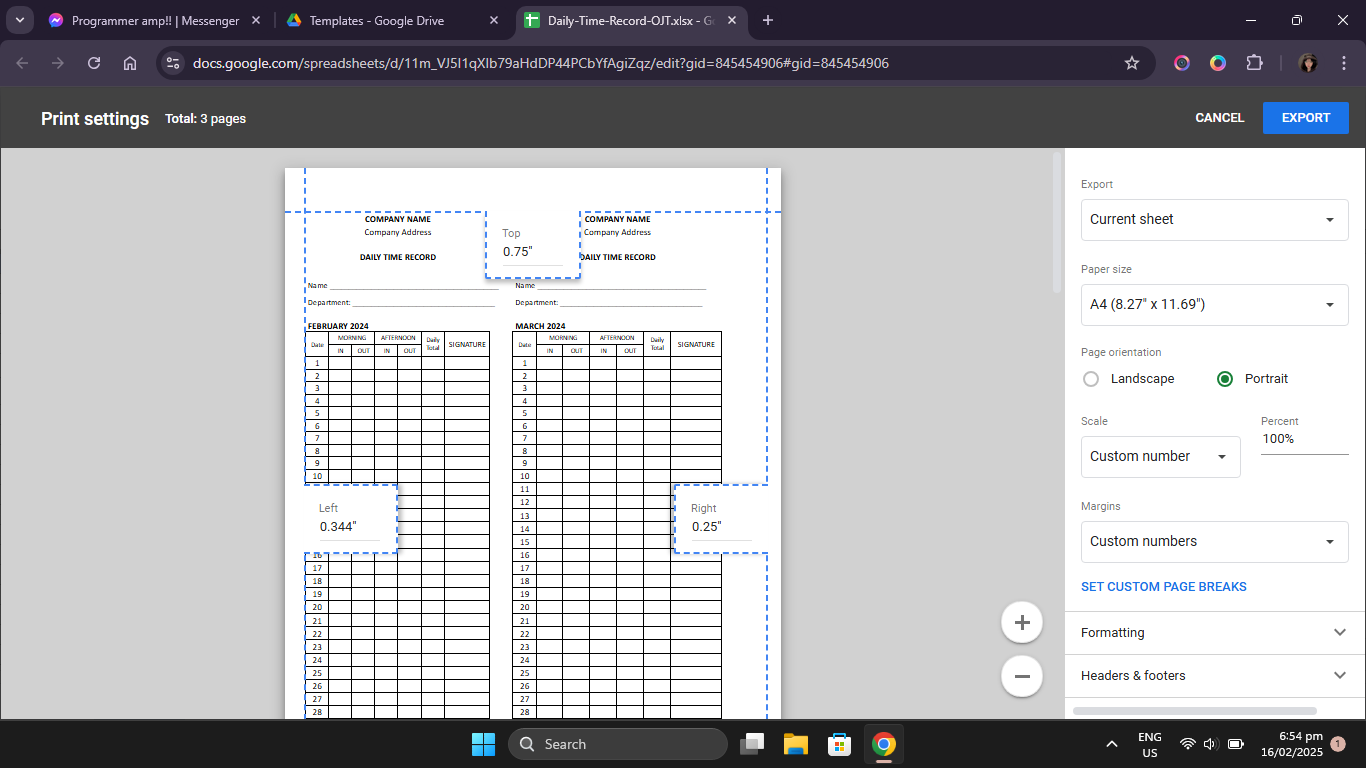 Programmer amp!! | Messenger
Templates - Google Drive
Daily-Time-Record-OJT.xlsx - G
docs.google.com/spreadsheets/d/11m_VJ5I1qXIb79aHdDP44PCbYfAgiZqz/edit?gid=845454906#gid=845454906
Print settings Total: 3 pages
CANCEL EXPORT
COMPANY NAME COMPANY NAME
Company Address Company Address
DAILY TIME RECORD DAILY TIME RECORD
Top
0.75"
Name Name
Department: Department:
FEBRUARY 2024 MARCH 2024
Date MORNING AFTERNOON Daily Total SIGNATURE Date MORNING AFTERNOON Daily Total SIGNATURE
IN OUT IN OUT IN OUT IN OUT
1 1
2 2
3 3
4 4
5 5
6 6
7 7
8 8
9 9
10 10
11
12
13
14
15
Left
0.344"
Right
0.25"
16 16
17 17
18 18
19 19
20 20
21 21
22 22
23 23
24 24
25 25
26 26
27 27
28 28
Export
Current sheet
Paper size
A4 (8.27" x 11.69")
Page orientation
Landscape Portrait
Scale Percent
Custom number 100%
Margins
Custom numbers
SET CUSTOM PAGE BREAKS
Formatting
Headers & footers
Search
ENG
US
6:54 pm
16/02/2025
1